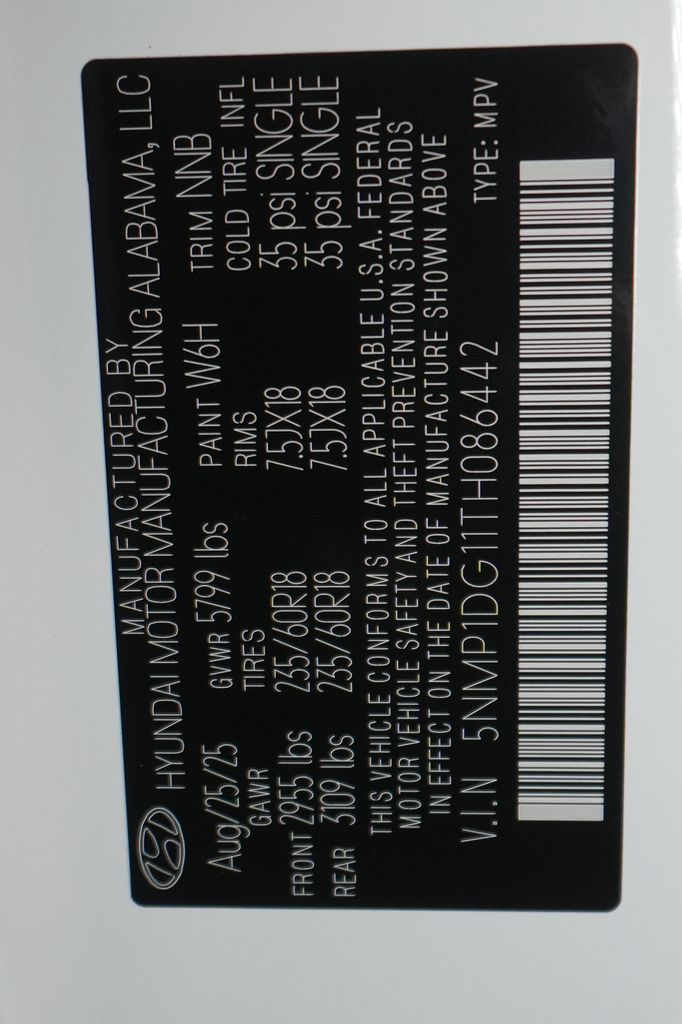 MANUFACTURED BY
HYUNDAI MOTOR MANUFACTURING ALABAMA, LLC
Aug/25/25 GVWR 5799 lbs PAINT W6H TRIM NNB
GAWR TIRES RIMS COLD TIRE INFL
FRONT 2955 lbs 235/60R18 7.5JX18 35 psi SINGLE
REAR 3109 lbs 235/60R18 7.5JX18 35 psi SINGLE
THIS VEHICLE CONFORMS TO ALL APPLICABLE U.S.A. FEDERAL
MOTOR VEHICLE SAFETY AND THEFT PREVENTION STANDARDS
IN EFFECT ON THE DATE OF MANUFACTURE SHOWN ABOVE
V.I.N 5NMP1DG11TH086442 TYPE: MPV